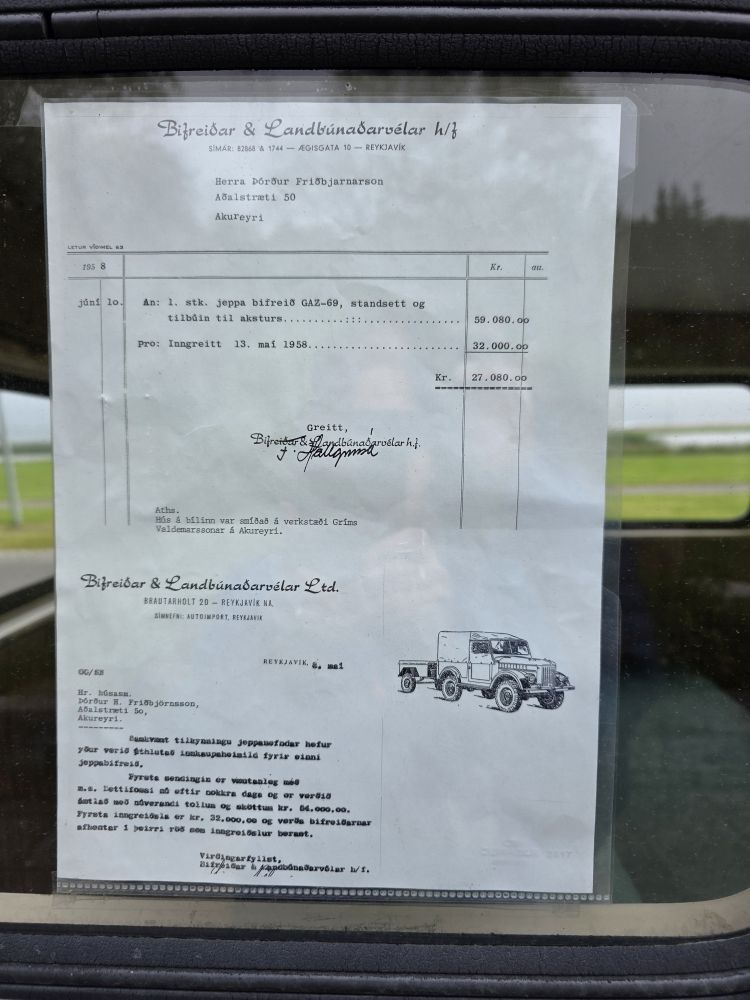 Bifreiðar & Landbúnaðarvélar h/f
SÍMAR: 82868 & 1744 — ÆGISGATA 10 — REYKJAVÍK
Herra Þórður Friðbjarnarson
Aðalstræti 50
Akureyri
LETUR VÍÐIMEL 63
195 8 Kr. au.
júní 10. An: 1. stk. jeppa bifreið GAZ-69, standsett og
tilbúin til aksturs..........:::................. 59.080.oo
Pro: Inngreitt 13. maí 1958......................... 32.000.oo
Kr. 27.080.oo
Greitt,
Bifreiðar & Landbúnaðarvélar h.f.
Aths.
Hús á bílinn var smíðað á verkstæði Gríms
Valdemarssonar á Akureyri.
Bifreiðar & Landbúnaðarvélar Ltd.
BRAUTARHOLT 20 — REYKJAVÍK
SÍMNEFNI: AUTOIMPORT, REYKJAVIK
REYKJAVÍK, 8. maí
Hr. húsasm.
Þórður H. Friðbjörnsson,
Aðalstræti 5o,
Akureyri.
Samkvæmt tilkynningu jeppanefndar hefur
yður verið úthlutað innkaupaheimild fyrir einni
jeppabifreið.
Fyrsta sendingin er væntanleg með
m.s. Dettifossi nú eftir nokkra daga og er verðið
áætlað með núverandi tollum og sköttum kr. 64.000.oo.
Fyrsta inngreiðsla er kr. 32.000.oo og verða bifreiðarnar
afhentar í þeirri röð sem inngreiðslur berast.
Virðingarfyllst,
Bifreiðar & Landbúnaðarvélar h/f.